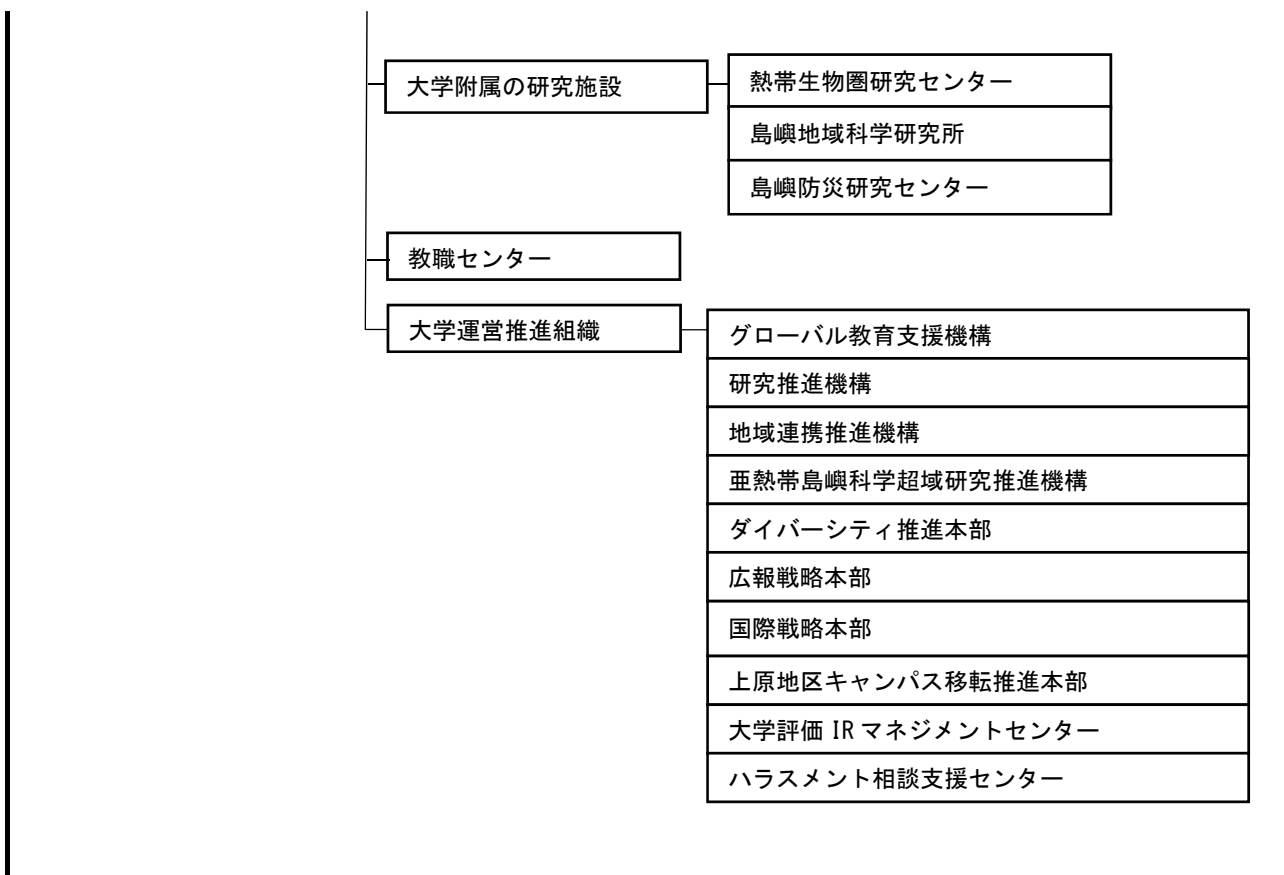 大学附属の研究施設
熱帯生物圏研究センター
島嶼地域科学研究所
島嶼防災研究センター
教職センター
大学運営推進組織
グローバル教育支援機構
研究推進機構
地域連携推進機構
亜熱帯島嶼科学超域研究推進機構
ダイバーシティ推進本部
広報戦略本部
国際戦略本部
上原地区キャンパス移転推進本部
大学評価 IR マネジメントセンター
ハラスメント相談支援センター